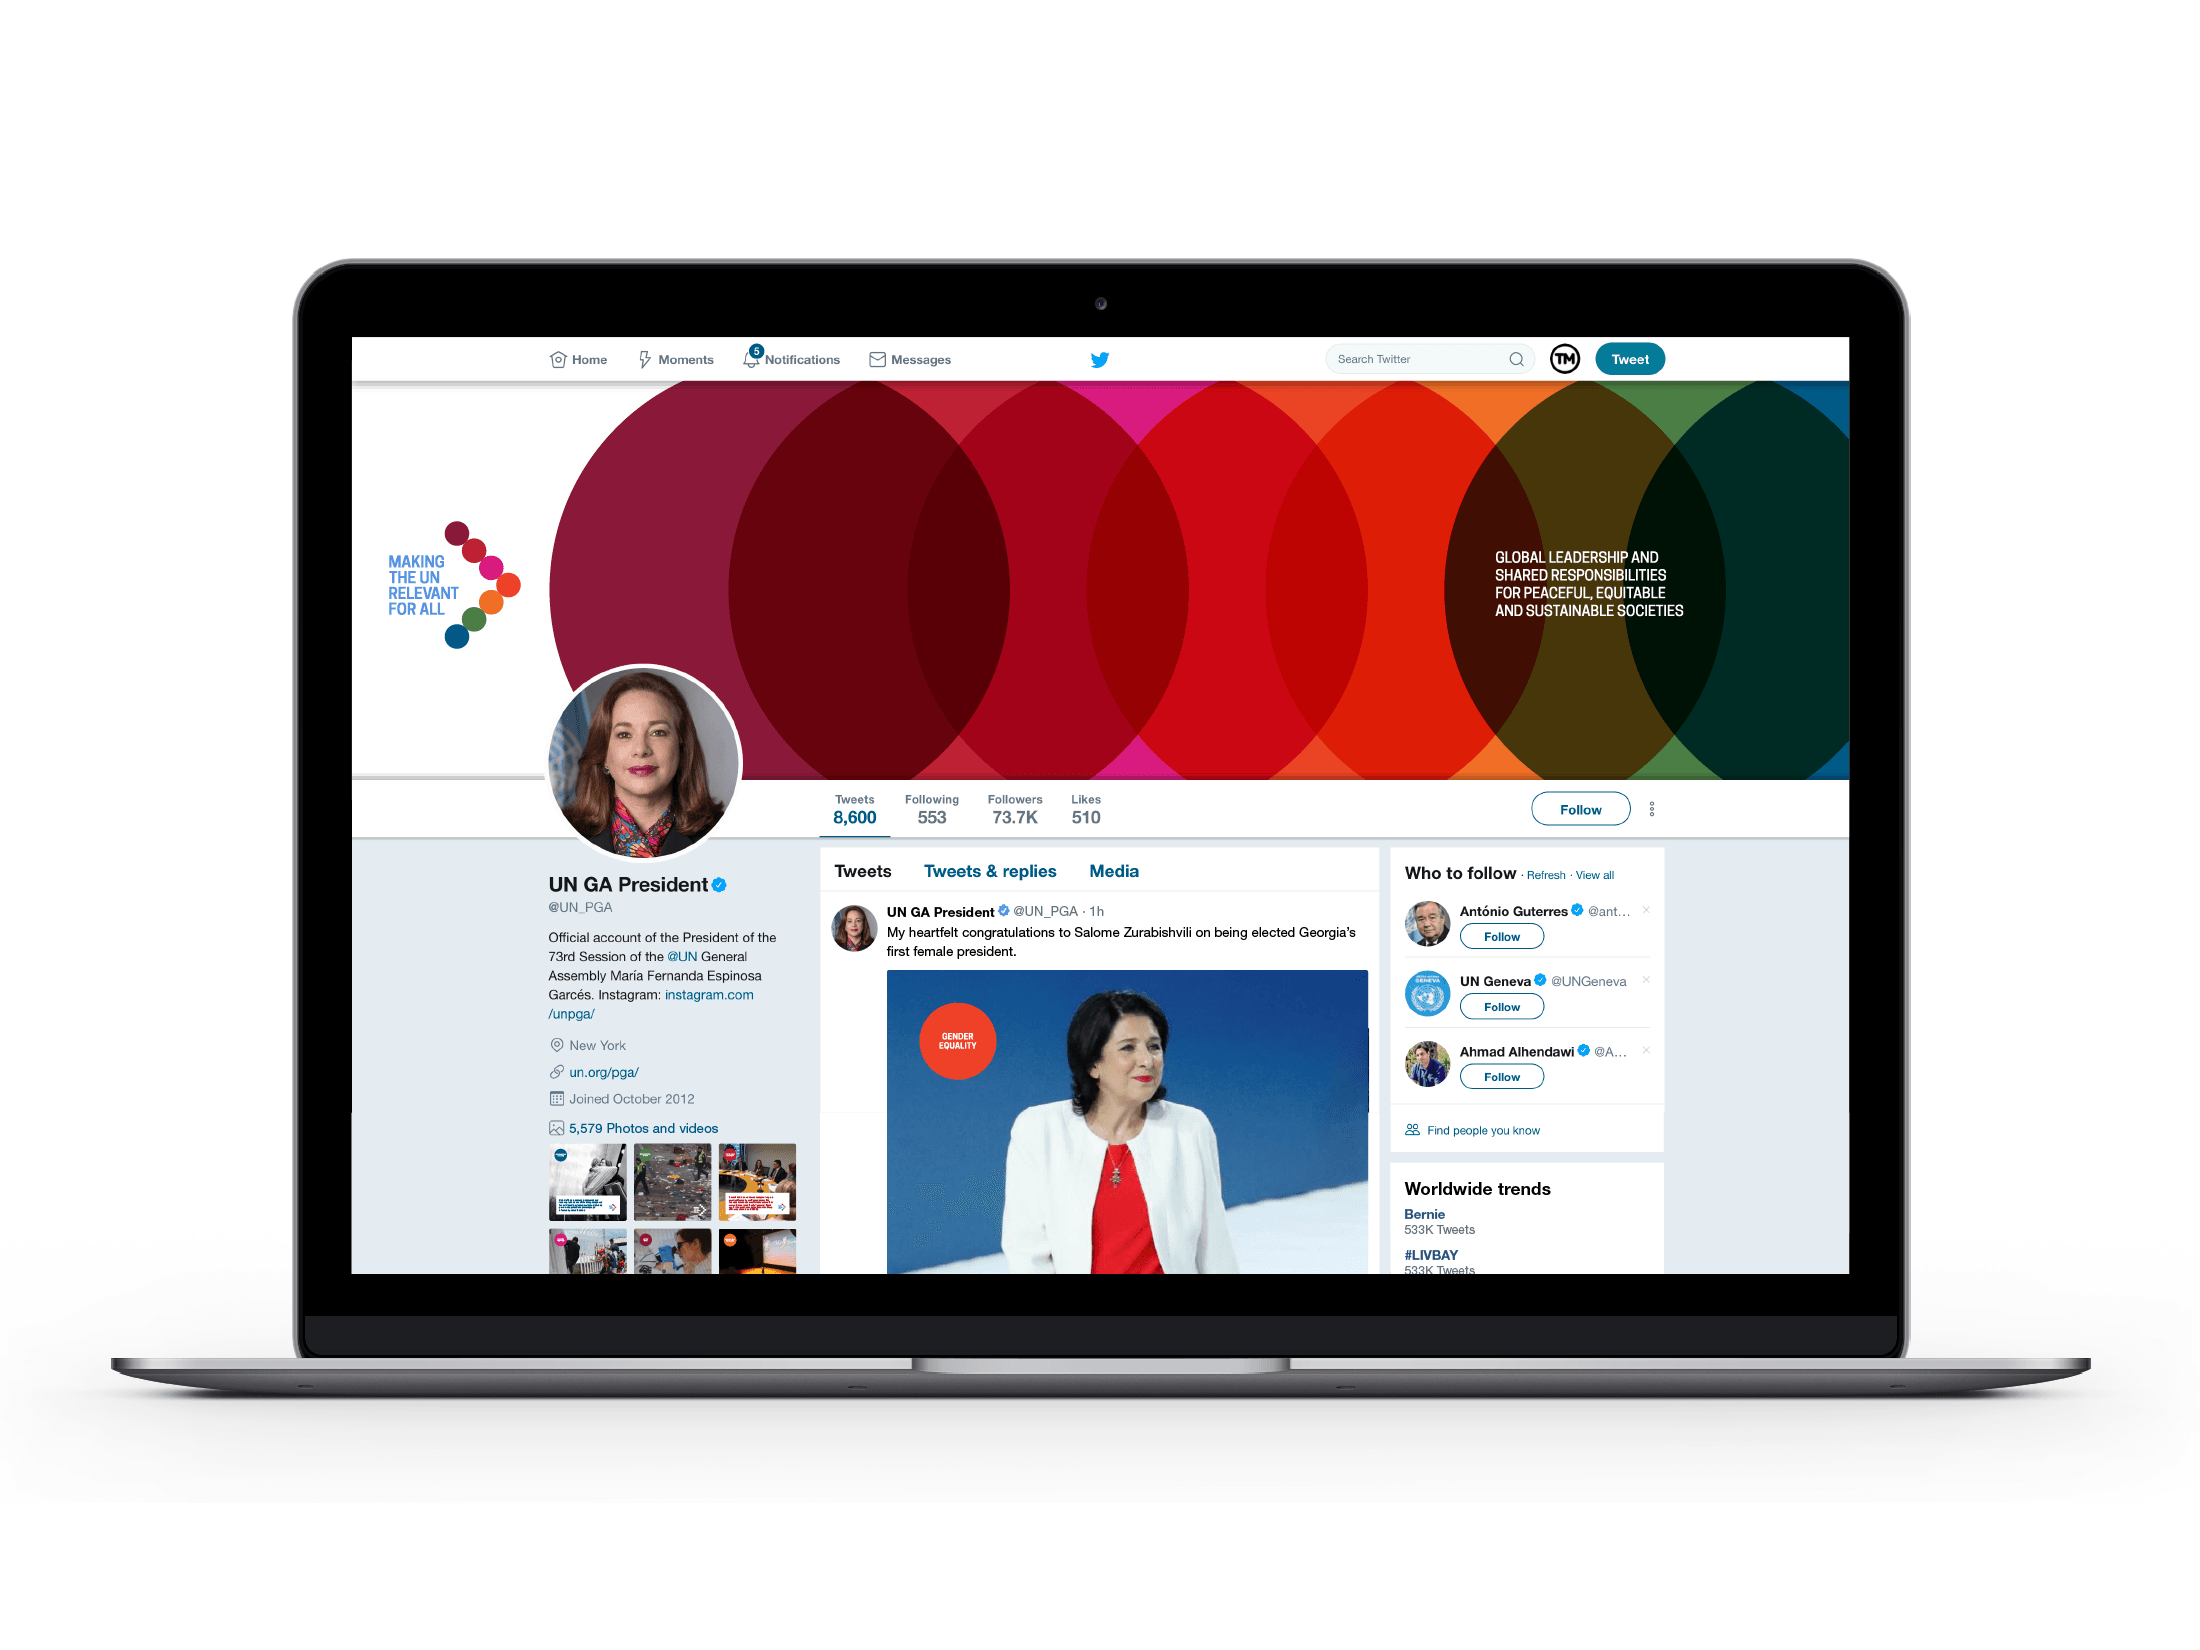 Home
Moments
5
Notifications
Messages
Search Twitter
TM
Tweet
MAKING
THE UN
RELEVANT
FOR ALL
GLOBAL LEADERSHIP AND
SHARED RESPONSIBILITIES
FOR PEACEFUL, EQUITABLE
AND SUSTAINABLE SOCIETIES
Tweets Following Followers Likes
8,600 553 73.7K 510
Follow
UN GA President
@UN_PGA
Official account of the President of the
73rd Session of the @UN General
Assembly María Fernanda Espinosa
Garcés. Instagram: instagram.com
/unpga/
New York
un.org/pga/
Joined October 2012
5,579 Photos and videos
Tweets Tweets & replies Media
UN GA President @UN_PGA · 1h
My heartfelt congratulations to Salome Zurabishvili on being elected Georgia's
first female president.
GENDER
EQUALITY
Who to follow · Refresh · View all
António Guterres @ant...
Follow
UN Geneva @UNGeneva
Follow
GENEVA
Ahmad Alhendawi @A...
Follow
Find people you know
Worldwide trends
Bernie
533K Tweets
#LIVBAY
533K Tweets